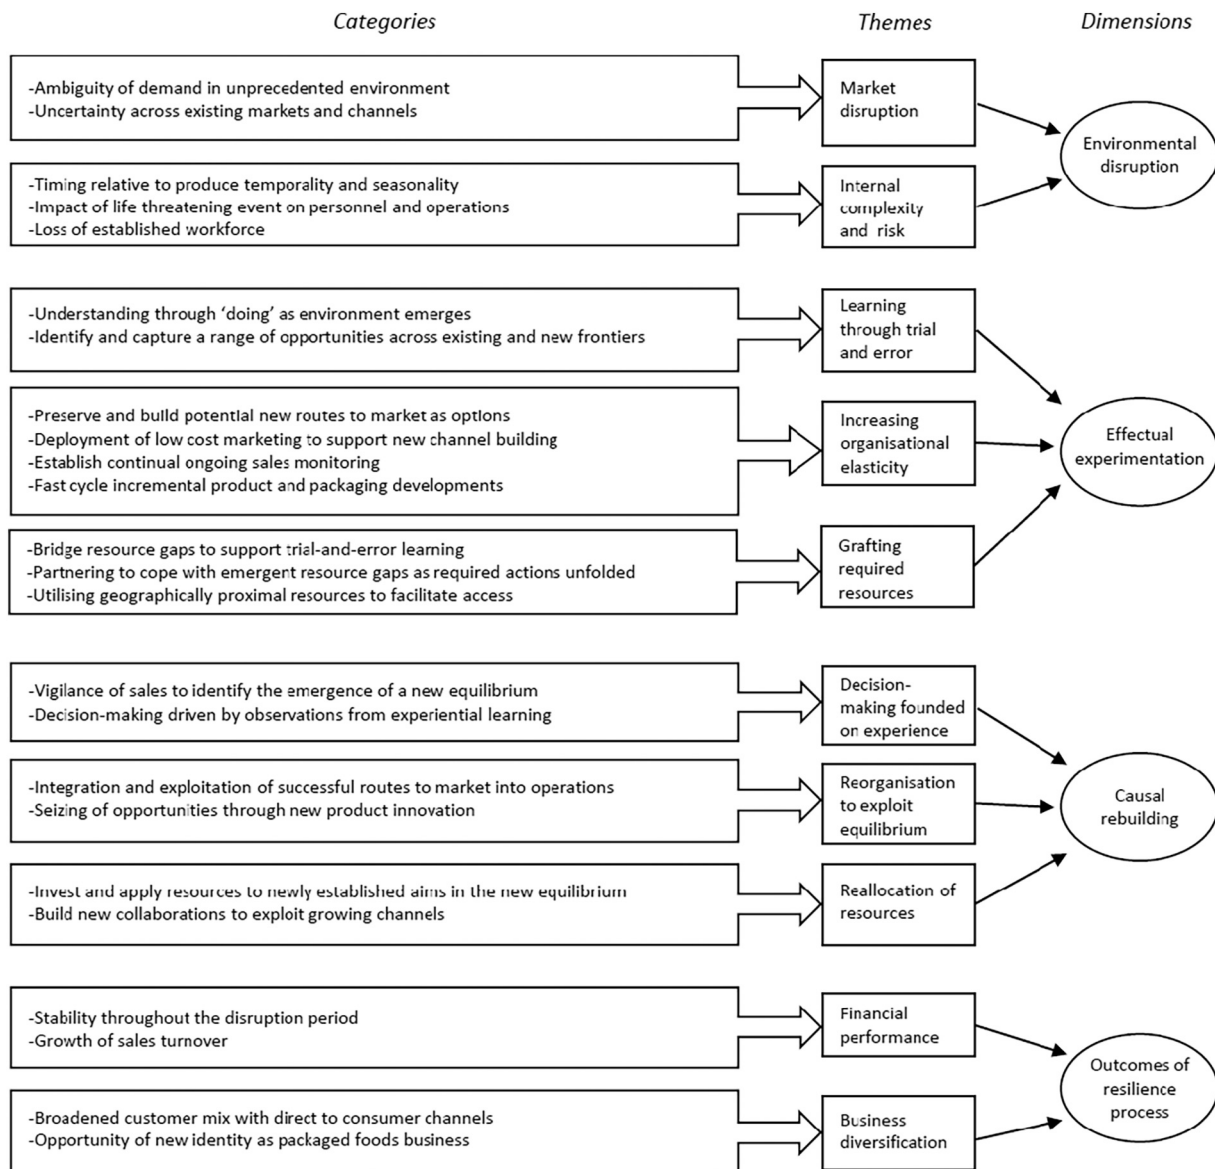 Categories
Themes
Dimensions
-Ambiguity of demand in unprecedented environment
-Uncertainty across existing markets and channels
Market
disruption
-Timing relative to produce temporality and seasonality
-Impact of life threatening event on personnel and operations
-Loss of established workforce
Internal
complexity
and risk
Environmental
disruption
-Understanding through ‘doing’ as environment emerges
-Identify and capture a range of opportunities across existing and new frontiers
Learning
through trial
and error
-Preserve and build potential new routes to market as options
-Deployment of low cost marketing to support new channel building
-Establish continual ongoing sales monitoring
-Fast cycle incremental product and packaging developments
Increasing
organisational
elasticity
-Bridge resource gaps to support trial-and-error learning
-Partnering to cope with emergent resource gaps as required actions unfolded
-Utilising geographically proximal resources to facilitate access
Grafting
required
resources
Effectual
experimentation
-Vigilance of sales to identify the emergence of a new equilibrium
-Decision-making driven by observations from experiential learning
Decision-
making founded
on experience
-Integration and exploitation of successful routes to market into operations
-Seizing of opportunities through new product innovation
Reorganisation
to exploit
equilibrium
-Invest and apply resources to newly established aims in the new equilibrium
-Build new collaborations to exploit growing channels
Reallocation of
resources
Causal
rebuilding
-Stability throughout the disruption period
-Growth of sales turnover
Financial
performance
-Broadened customer mix with direct to consumer channels
-Opportunity of new identity as packaged foods business
Business
diversification
Outcomes of
resilience
process